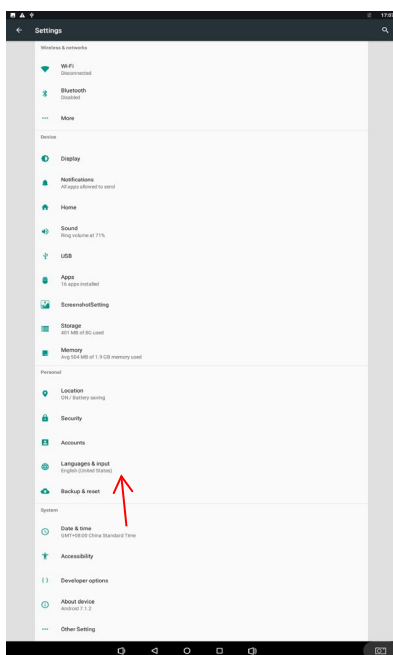 17:07
Settings
Wireless & networks
Wi-Fi
Disconnected
Bluetooth
Disabled
More
Device
Display
Notifications
All apps allowed to send
Home
Sound
Ring volume at 71%
USB
Apps
16 apps installed
ScreenshotSetting
Storage
401 MB of 8G used
Memory
Avg 504 MB of 1.9 GB memory used
Personal
Location
ON / Battery saving
Security
Accounts
Languages & input
English (United States)
Backup & reset
System
Date & time
GMT+08:00 China Standard Time
Accessibility
Developer options
About device
Android 7.1.2
Other Setting